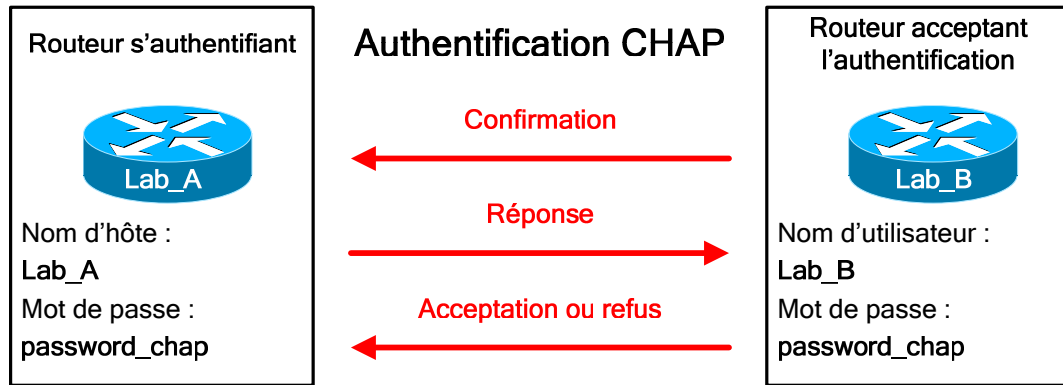 Routeur s'authentifiant
Lab_A
Nom d'hôte :
Lab_A
Mot de passe :
password_chap
Authentification CHAP
Confirmation
Réponse
Acceptation ou refus
Routeur acceptant
l'authentification
Lab_B
Nom d'utilisateur :
Lab_B
Mot de passe :
password_chap